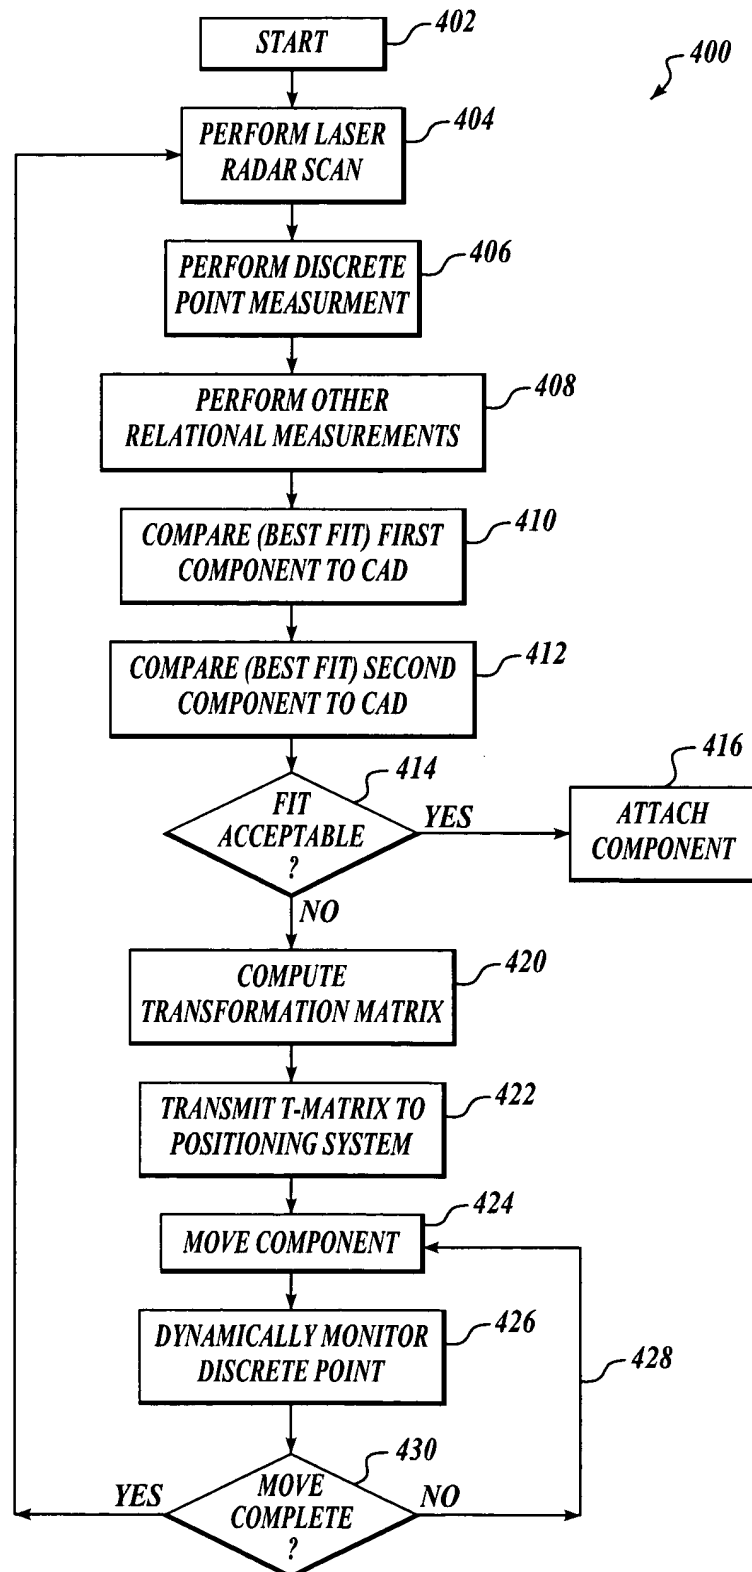 START
402
400
PERFORM LASER
RADAR SCAN
404
PERFORM DISCRETE
POINT MEASURMENT
406
PERFORM OTHER
RELATIONAL MEASUREMENTS
408
COMPARE (BEST FIT) FIRST
COMPONENT TO CAD
410
COMPARE (BEST FIT) SECOND
COMPONENT TO CAD
412
FIT
ACCEPTABLE
?
414
YES
ATTACH
COMPONENT
416
NO
COMPUTE
TRANSFORMATION MATRIX
420
TRANSMIT T-MATRIX TO
POSITIONING SYSTEM
422
MOVE COMPONENT
424
DYNAMICALLY MONITOR
DISCRETE POINT
426
428
MOVE
COMPLETE
?
430
YES
NO